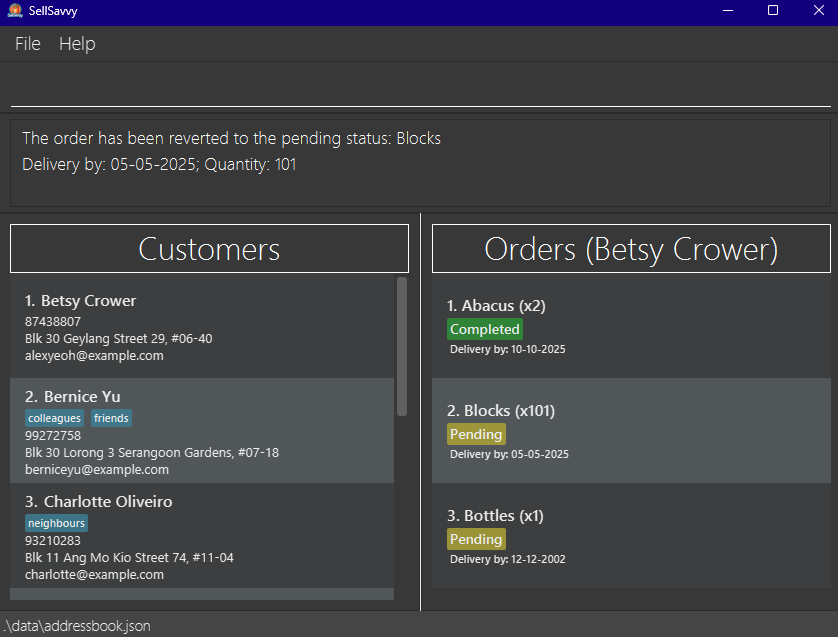 SellSavvy
File Help
The order has been reverted to the pending status: Blocks
Delivery by: 05-05-2025; Quantity: 101
Customers
1. Betsy Crower
87438807
Blk 30 Geylang Street 29, #06-40
alexyeoh@example.com
2. Bernice Yu
colleagues friends
99272758
Blk 30 Lorong 3 Serangoon Gardens, #07-18
berniceyu@example.com
3. Charlotte Oliveiro
neighbours
93210283
Blk 11 Ang Mo Kio Street 74, #11-04
charlotte@example.com
Orders (Betsy Crower)
1. Abacus (x2)
Completed
Delivery by: 10-10-2025
2. Blocks (x101)
Pending
Delivery by: 05-05-2025
3. Bottles (x1)
Pending
Delivery by: 12-12-2002
.\data\addressbook.json